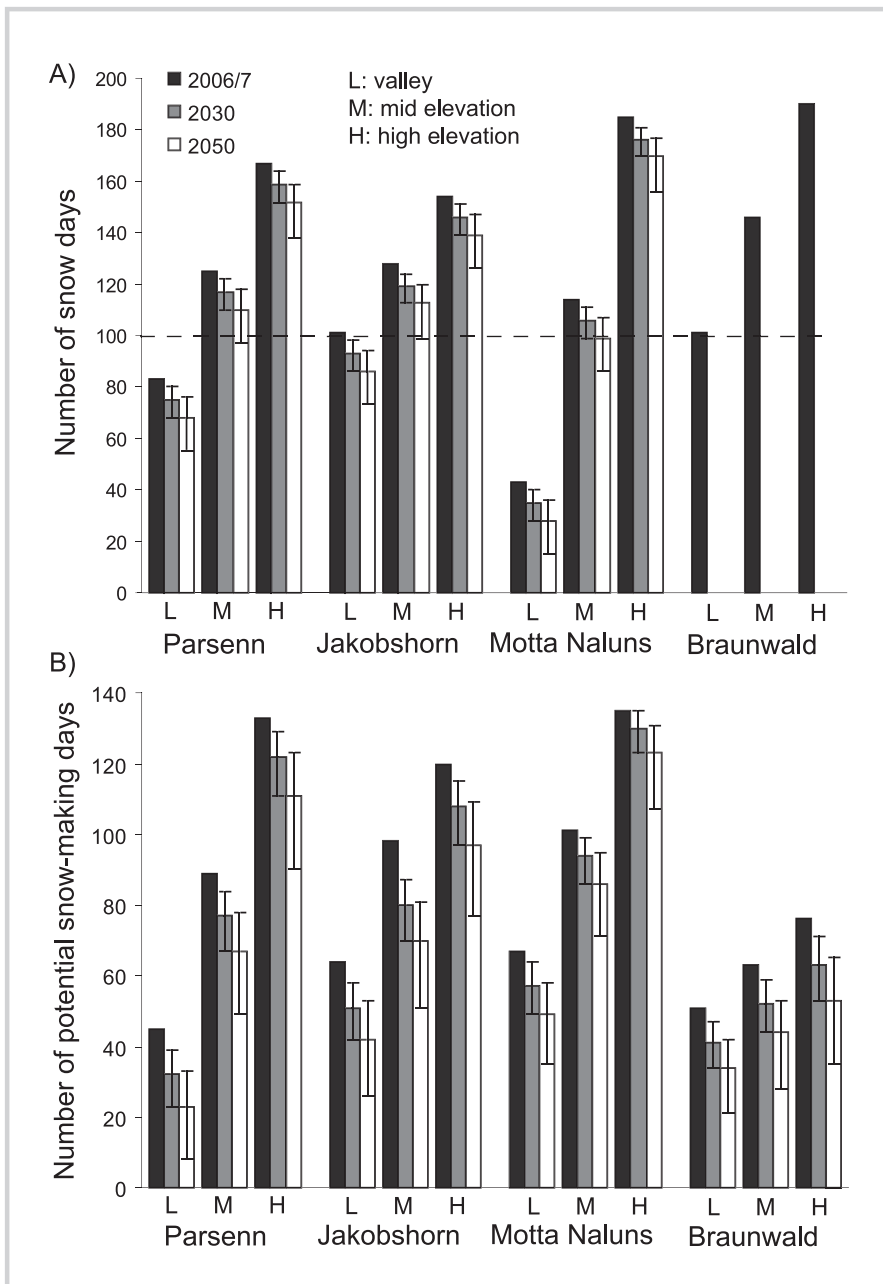 A)
2006/7
2030
2050
L: valley
M: mid elevation
H: high elevation
Number of snow days
200
180
160
140
120
100
80
60
40
20
0
L M H L M H L M H L M H
Parsenn Jakobshorn Motta Naluns Braunwald
B)
Number of potential snow-making days
140
120
100
80
60
40
20
0
L M H L M H L M H L M H
Parsenn Jakobshorn Motta Naluns Braunwald